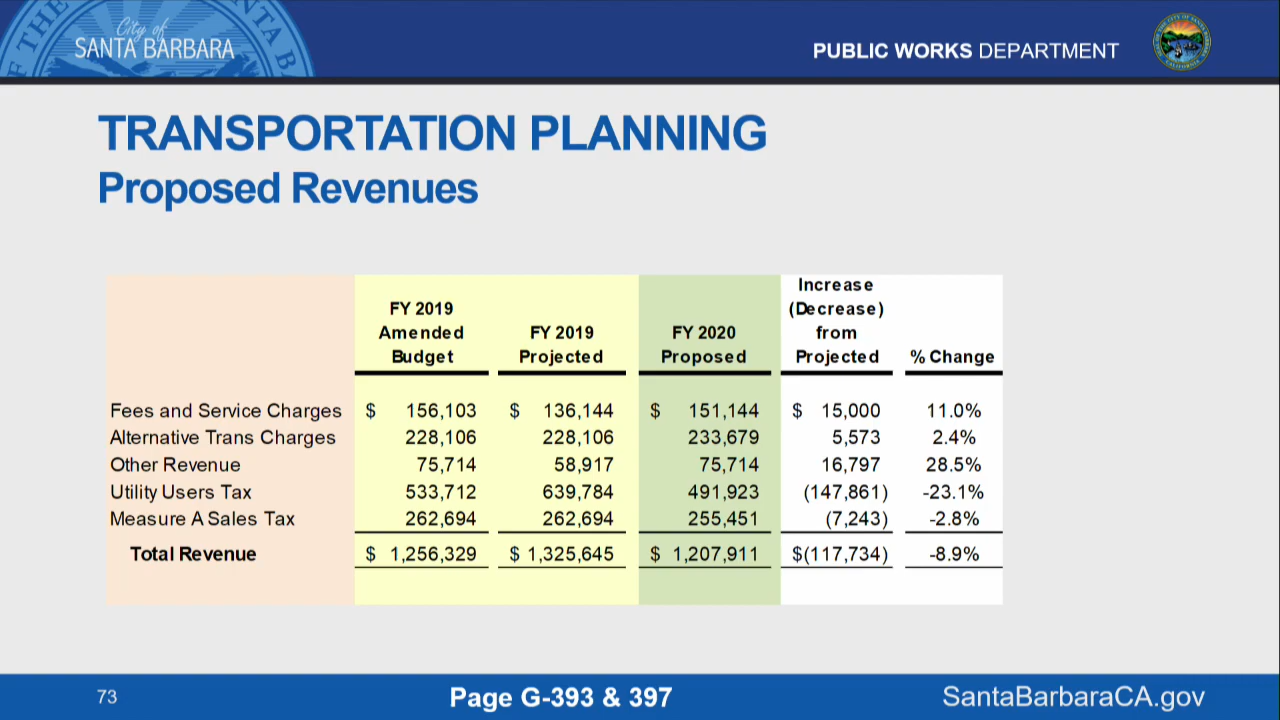 City of
SANTA BARBARA
PUBLIC WORKS DEPARTMENT
TRANSPORTATION PLANNING
Proposed Revenues
FY 2019 Amended Budget FY 2019 Projected FY 2020 Proposed Increase (Decrease) from Projected % Change
Fees and Service Charges $ 156,103 $ 136,144 $ 151,144 $ 15,000 11.0%
Alternative Trans Charges 228,106 228,106 233,679 5,573 2.4%
Other Revenue 75,714 58,917 75,714 16,797 28.5%
Utility Users Tax 533,712 639,784 491,923 (147,861) -23.1%
Measure A Sales Tax 262,694 262,694 255,451 (7,243) -2.8%
Total Revenue $ 1,256,329 $ 1,325,645 $ 1,207,911 $(117,734) -8.9%
73
Page G-393 & 397
SantaBarbaraCA.gov